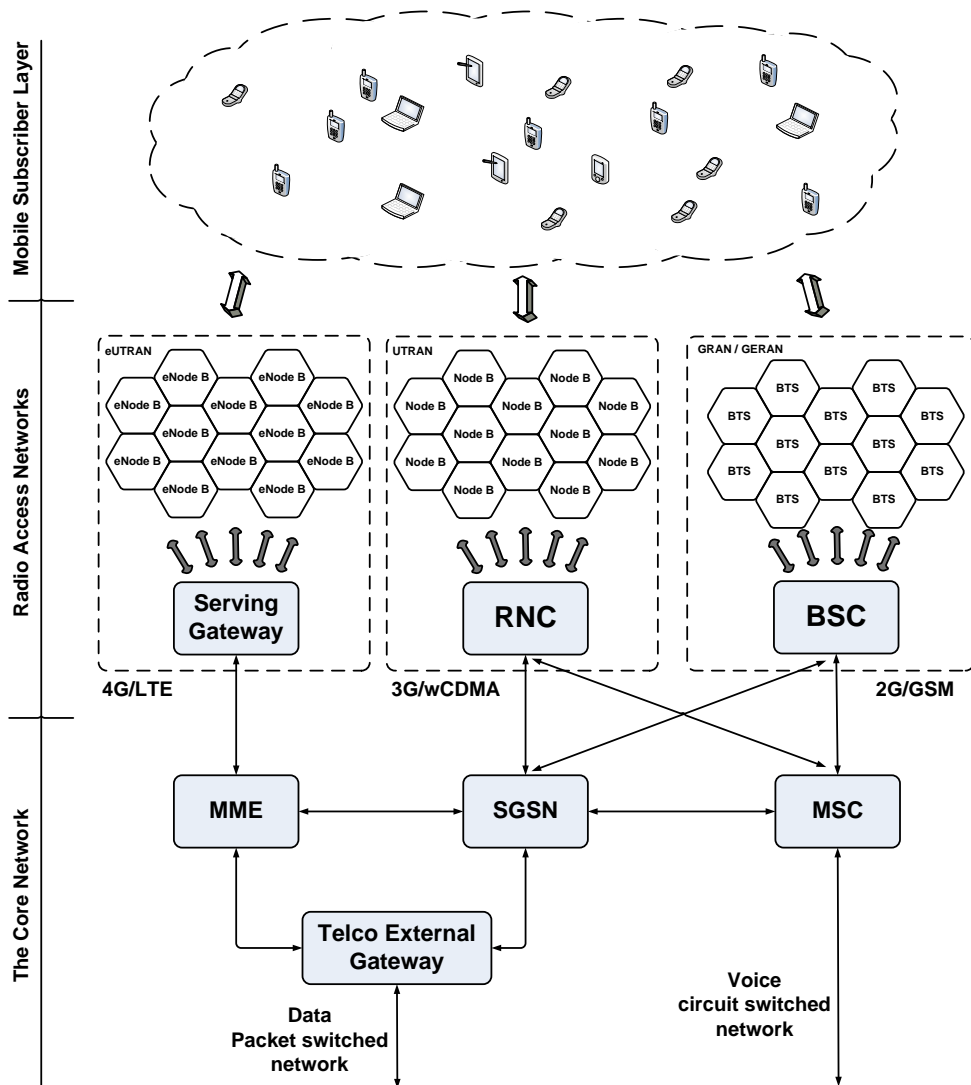 Mobile Subscriber Layer
Radio Access Networks
The Core Network
eUTRAN
eNode B
eNode B
eNode B
eNode B
eNode B
eNode B
eNode B
eNode B
eNode B
eNode B
eNode B
eNode B
Serving
Gateway
4G/LTE
UTRAN
Node B
Node B
Node B
Node B
Node B
Node B
Node B
Node B
Node B
Node B
Node B
Node B
RNC
3G/wCDMA
GRAN / GERAN
BTS
BTS
BTS
BTS
BTS
BTS
BTS
BTS
BTS
BTS
BTS
BTS
BSC
2G/GSM
MME
SGSN
MSC
Telco External
Gateway
Data
Packet switched
network
Voice
circuit switched
network